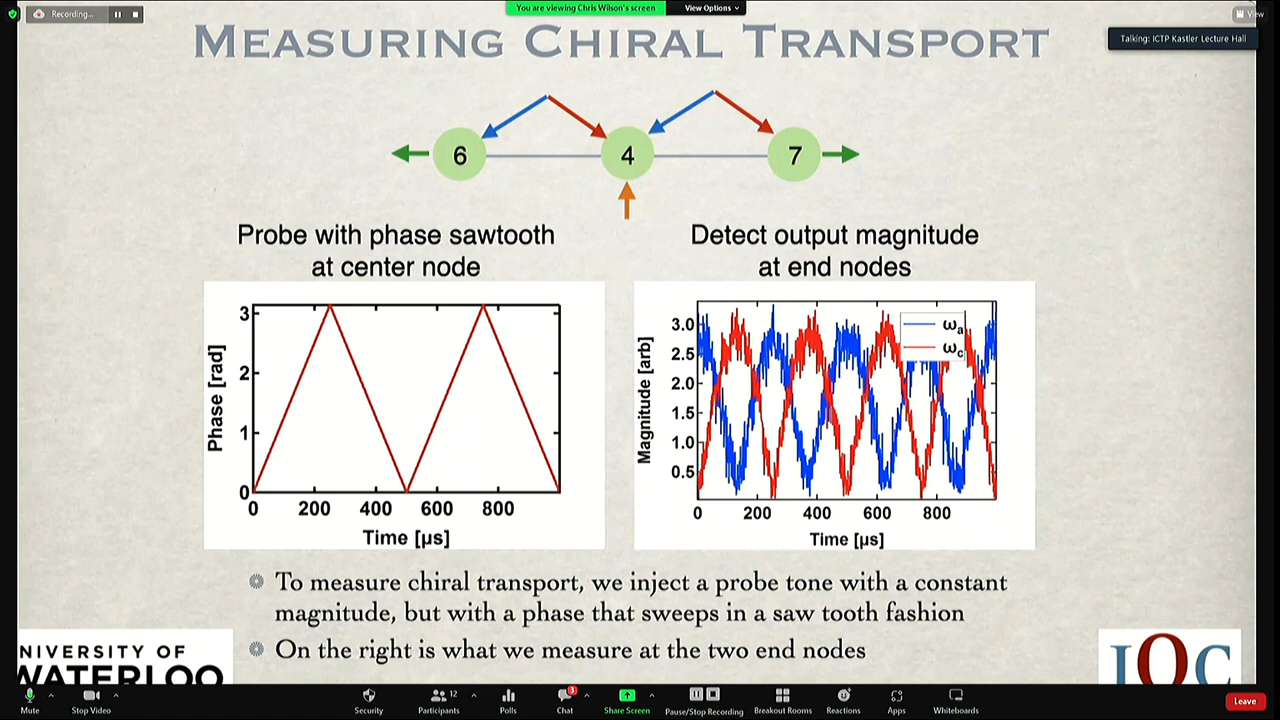 Recording...
You are viewing Chris Wilson's screen
View Options
View
Talking: ICTP Kastler Lecture Hall
MEASURING CHIRAL TRANSPORT
6
4
7
Probe with phase sawtooth
at center node
Detect output magnitude
at end nodes
Phase [rad]
3
2
1
0
0 200 400 600 800
Time [µs]
Magnitude [arb]
3.0
2.5
2.0
1.5
1.0
0.5
ωa
ωc
0 200 400 600 800
Time [µs]
To measure chiral transport, we inject a probe tone with a constant
magnitude, but with a phase that sweeps in a saw tooth fashion
On the right is what we measure at the two end nodes
NIVERSITY OF
WATERLOO
IQC
Mute
Stop Video
Security
Participants
12
Polls
Chat
3
Share Screen
Pause/Stop Recording
Breakout Rooms
Reactions
Apps
Whiteboards
Leave